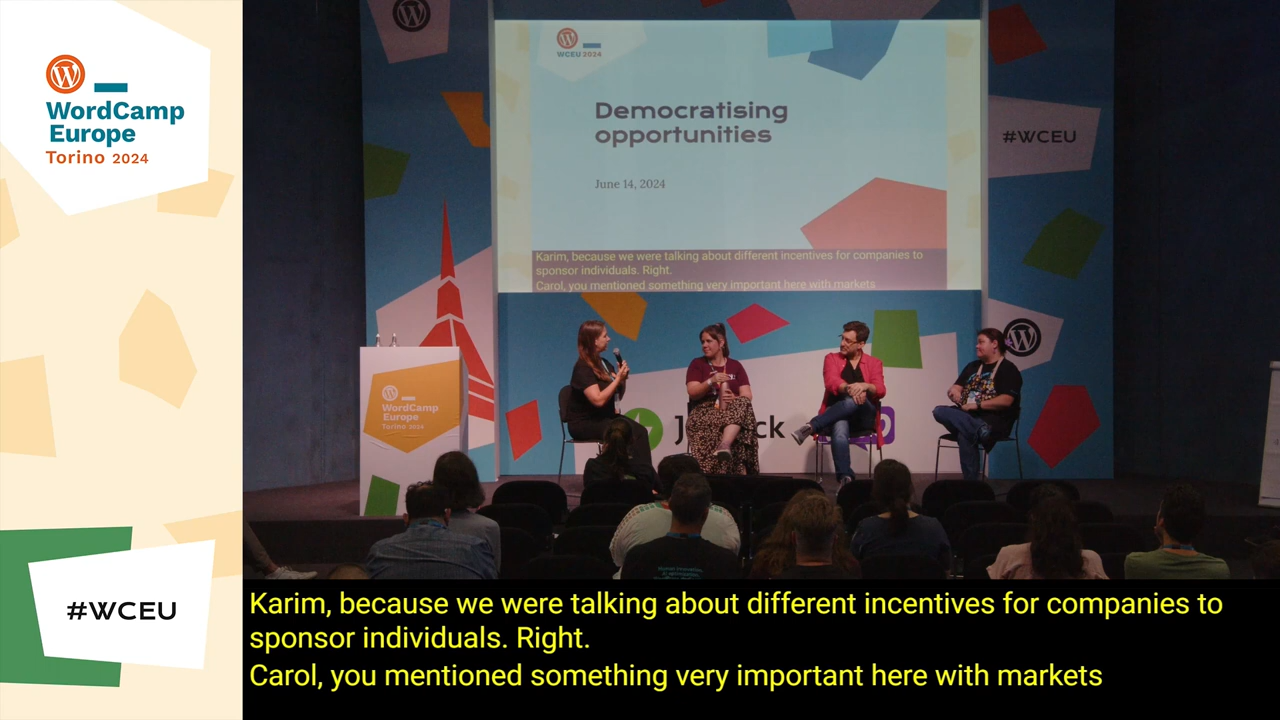 WordCamp
Europe
Torino 2024
#WCEU
WCEU 2024
Democratising
opportunities
June 14, 2024
Karim, because we were talking about different incentives for companies to
sponsor individuals. Right.
Carol, you mentioned something very important here with markets
#WCEU
WordCamp
Europe
Torino 2024
Karim, because we were talking about different incentives for companies to
sponsor individuals. Right.
Carol, you mentioned something very important here with markets